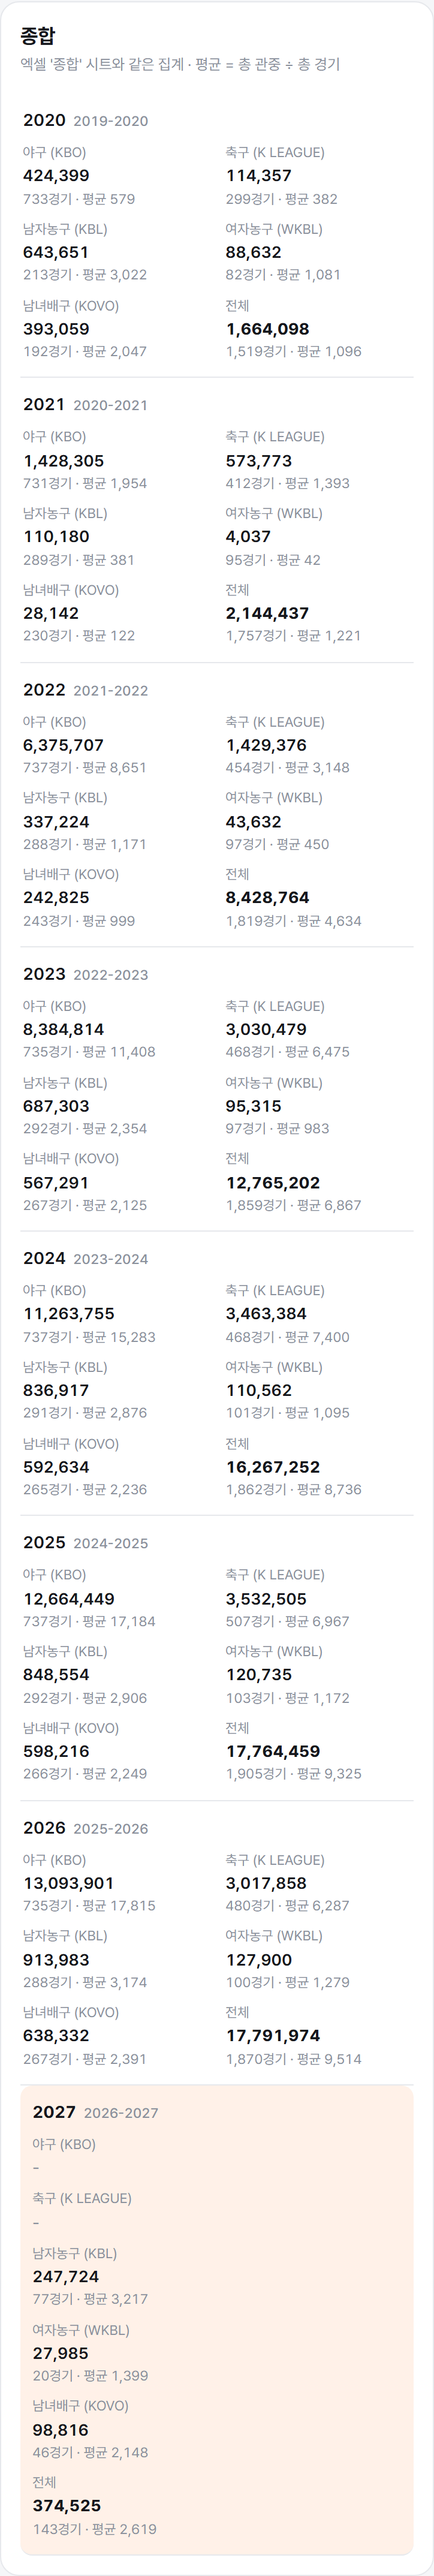 종합
엑셀 '종합' 시트와 같은 집계 · 평균 = 총 관중 ÷ 총 경기
2020 2019-2020
야구 (KBO)
424,399
733경기 · 평균 579
축구 (K LEAGUE)
114,357
299경기 · 평균 382
남자농구 (KBL)
643,651
213경기 · 평균 3,022
여자농구 (WKBL)
88,632
82경기 · 평균 1,081
남녀배구 (KOVO)
393,059
192경기 · 평균 2,047
전체
1,664,098
1,519경기 · 평균 1,096
2021 2020-2021
야구 (KBO)
1,428,305
731경기 · 평균 1,954
축구 (K LEAGUE)
573,773
412경기 · 평균 1,393
남자농구 (KBL)
110,180
289경기 · 평균 381
여자농구 (WKBL)
4,037
95경기 · 평균 42
남녀배구 (KOVO)
28,142
230경기 · 평균 122
전체
2,144,437
1,757경기 · 평균 1,221
2022 2021-2022
야구 (KBO)
6,375,707
737경기 · 평균 8,651
축구 (K LEAGUE)
1,429,376
454경기 · 평균 3,148
남자농구 (KBL)
337,224
288경기 · 평균 1,171
여자농구 (WKBL)
43,632
97경기 · 평균 450
남녀배구 (KOVO)
242,825
243경기 · 평균 999
전체
8,428,764
1,819경기 · 평균 4,634
2023 2022-2023
야구 (KBO)
8,384,814
735경기 · 평균 11,408
축구 (K LEAGUE)
3,030,479
468경기 · 평균 6,475
남자농구 (KBL)
687,303
292경기 · 평균 2,354
여자농구 (WKBL)
95,315
97경기 · 평균 983
남녀배구 (KOVO)
567,291
267경기 · 평균 2,125
전체
12,765,202
1,859경기 · 평균 6,867
2024 2023-2024
야구 (KBO)
11,263,755
737경기 · 평균 15,283
축구 (K LEAGUE)
3,463,384
468경기 · 평균 7,400
남자농구 (KBL)
836,917
291경기 · 평균 2,876
여자농구 (WKBL)
110,562
101경기 · 평균 1,095
남녀배구 (KOVO)
592,634
265경기 · 평균 2,236
전체
16,267,252
1,862경기 · 평균 8,736
2025 2024-2025
야구 (KBO)
12,664,449
737경기 · 평균 17,184
축구 (K LEAGUE)
3,532,505
507경기 · 평균 6,967
남자농구 (KBL)
848,554
292경기 · 평균 2,906
여자농구 (WKBL)
120,735
103경기 · 평균 1,172
남녀배구 (KOVO)
598,216
266경기 · 평균 2,249
전체
17,764,459
1,905경기 · 평균 9,325
2026 2025-2026
야구 (KBO)
13,093,901
735경기 · 평균 17,815
축구 (K LEAGUE)
3,017,858
480경기 · 평균 6,287
남자농구 (KBL)
913,983
288경기 · 평균 3,174
여자농구 (WKBL)
127,900
100경기 · 평균 1,279
남녀배구 (KOVO)
638,332
267경기 · 평균 2,391
전체
17,791,974
1,870경기 · 평균 9,514
2027 2026-2027
야구 (KBO)
-
축구 (K LEAGUE)
-
남자농구 (KBL)
247,724
77경기 · 평균 3,217
여자농구 (WKBL)
27,985
20경기 · 평균 1,399
남녀배구 (KOVO)
98,816
46경기 · 평균 2,148
전체
374,525
143경기 · 평균 2,619